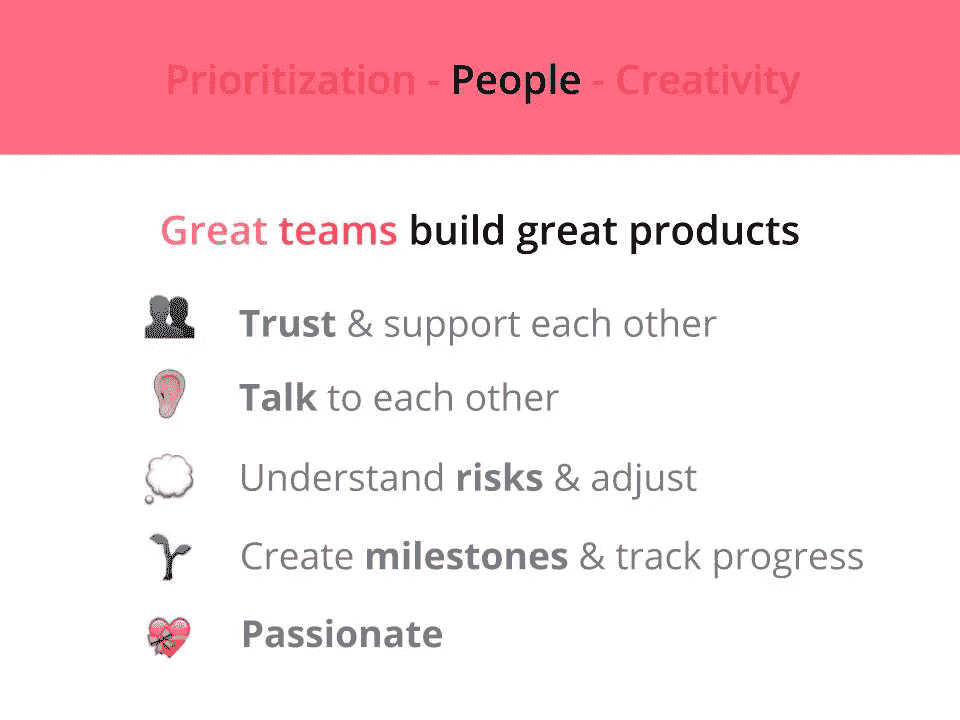 Prioritization - People - Creativity
Great teams build great products
Trust & support each other
Talk to each other
Understand risks & adjust
Create milestones & track progress
Passionate